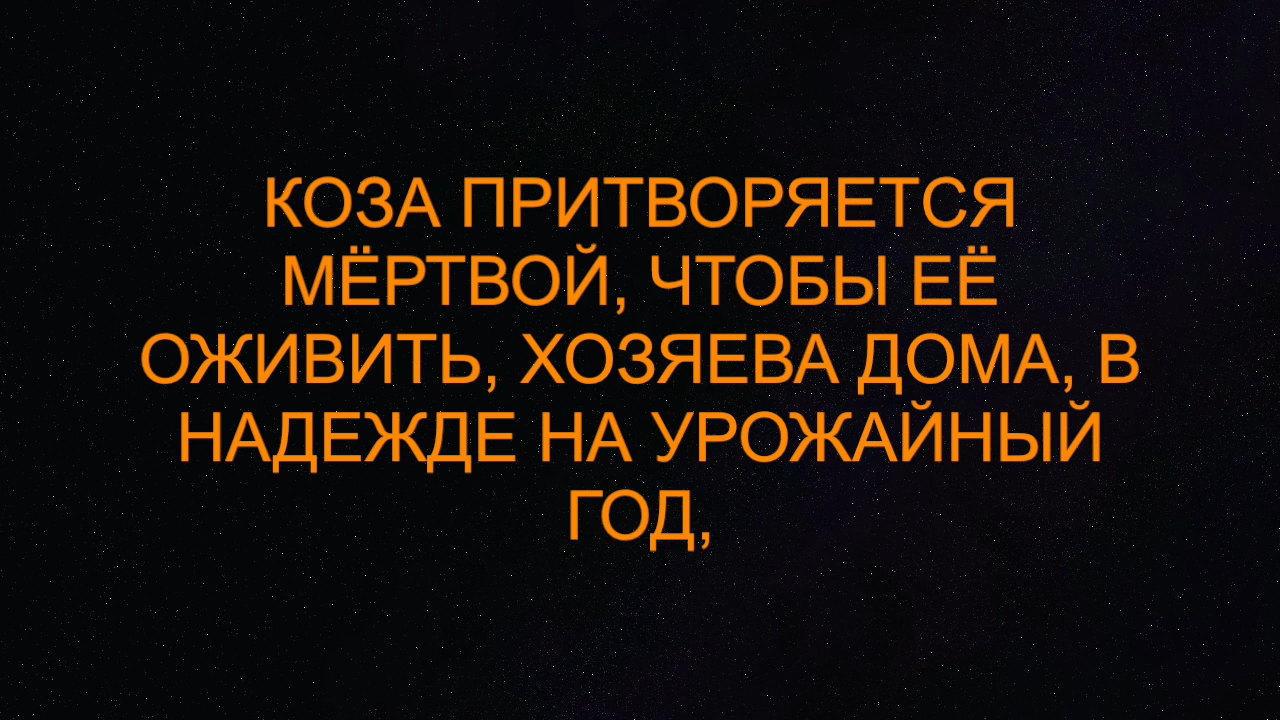 КОЗА ПРИТВОРЯЕТСЯ
МЁРТВОЙ, ЧТОБЫ ЕЁ
ОЖИВИТЬ, ХОЗЯЕВА ДОМА, В
НАДЕЖДЕ НА УРОЖАЙНЫЙ
ГОД,